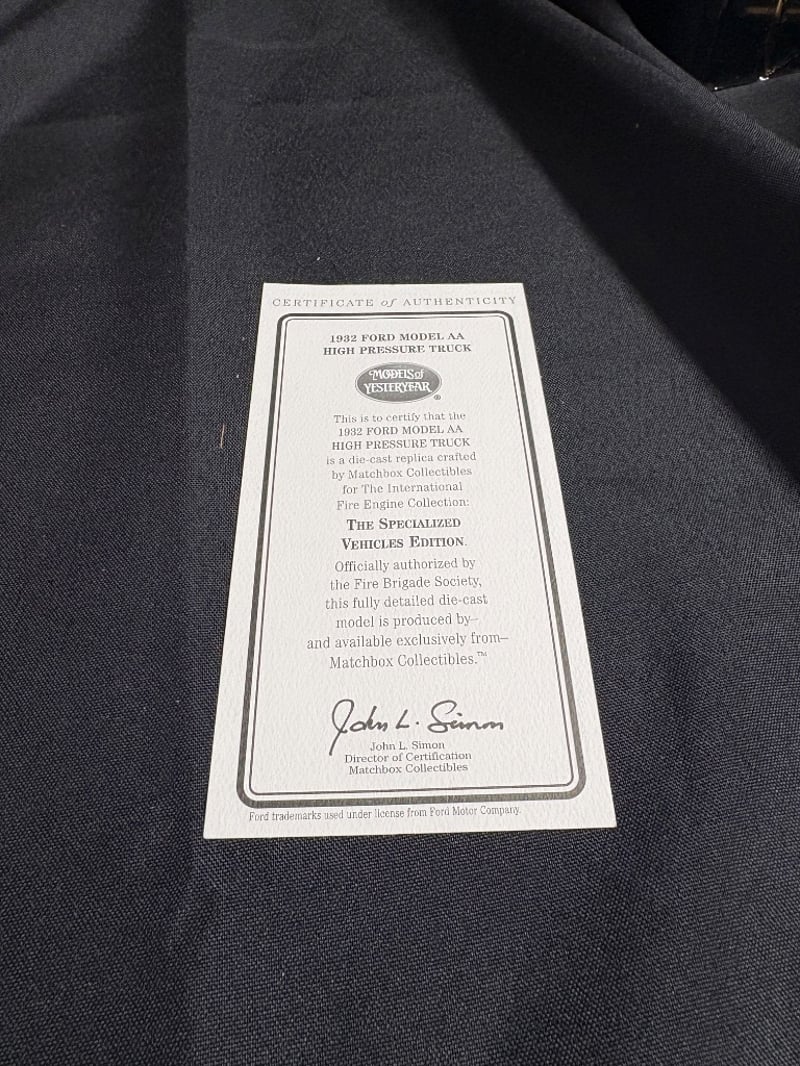 CERTIFICATE of AUTHENTICITY
1932 FORD MODEL AA
HIGH PRESSURE TRUCK
MODELS of
YESTERYEAR
®
This is to certify that the
1932 FORD MODEL AA
HIGH PRESSURE TRUCK
is a die-cast replica crafted
by Matchbox Collectibles
for The International
Fire Engine Collection:
THE SPECIALIZED
VEHICLES EDITION.
Officially authorized by
the Fire Brigade Society,
this fully detailed die-cast
model is produced by–
and available exclusively from–
Matchbox Collectibles.™
John L. Simon
John L. Simon
Director of Certification
Matchbox Collectibles
Ford trademarks used under license from Ford Motor Company.